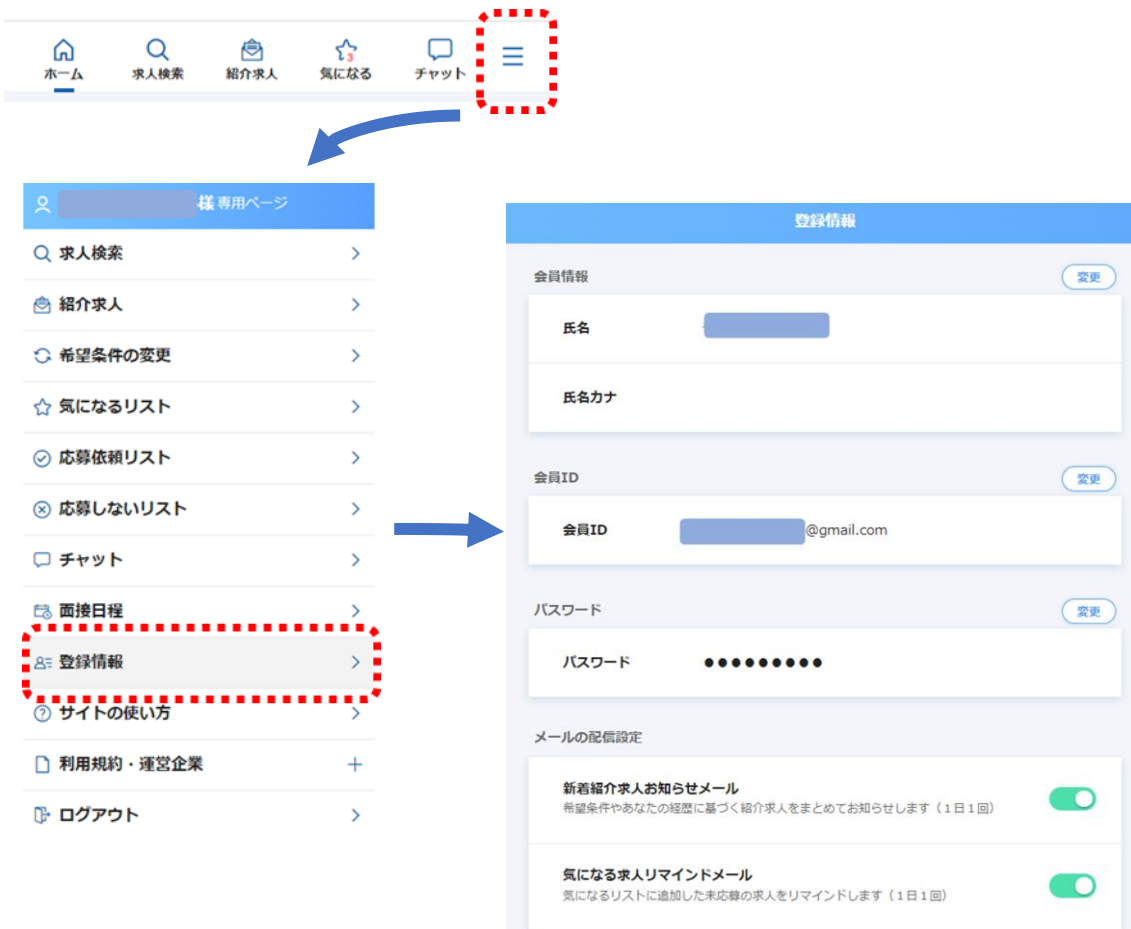 ホーム
求人検索
紹介求人
3
気になる
チャット
様 専用ページ
求人検索
紹介求人
希望条件の変更
気になるリスト
応募依頼リスト
応募しないリスト
チャット
面接日程
登録情報
サイトの使い方
利用規約・運営企業
ログアウト
登録情報
会員情報 変更
氏名
氏名カナ
会員ID 変更
会員ID @gmail.com
パスワード 変更
パスワード ●●●●●●●●●
メールの配信設定
新着紹介求人お知らせメール
希望条件やあなたの経歴に基づく紹介求人をまとめてお知らせします（1日1回）
気になる求人リマインドメール
気になるリストに追加した未応募の求人をリマインドします（1日1回）